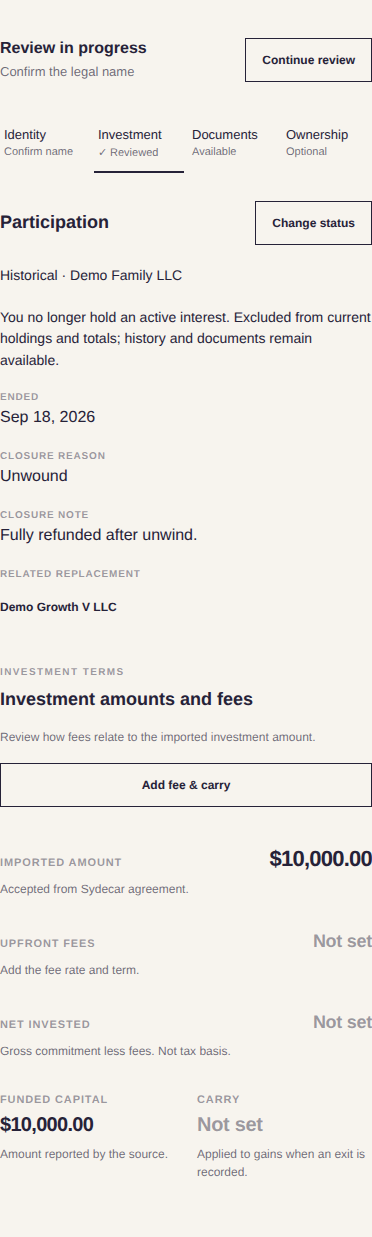 Review in progress
Confirm the legal name
Continue review
Identity
Confirm name
Investment
✓ Reviewed
Documents
Available
Ownership
Optional
Participation
Change status
Historical · Demo Family LLC
You no longer hold an active interest. Excluded from current
holdings and totals; history and documents remain
available.
ENDED
Sep 18, 2026
CLOSURE REASON
Unwound
CLOSURE NOTE
Fully refunded after unwind.
RELATED REPLACEMENT
Demo Growth V LLC
INVESTMENT TERMS
Investment amounts and fees
Review how fees relate to the imported investment amount.
Add fee & carry
IMPORTED AMOUNT
$10,000.00
Accepted from Sydecar agreement.
UPFRONT FEES
Not set
Add the fee rate and term.
NET INVESTED
Not set
Gross commitment less fees. Not tax basis.
FUNDED CAPITAL
$10,000.00
Amount reported by the source.
CARRY
Not set
Applied to gains when an exit is
recorded.